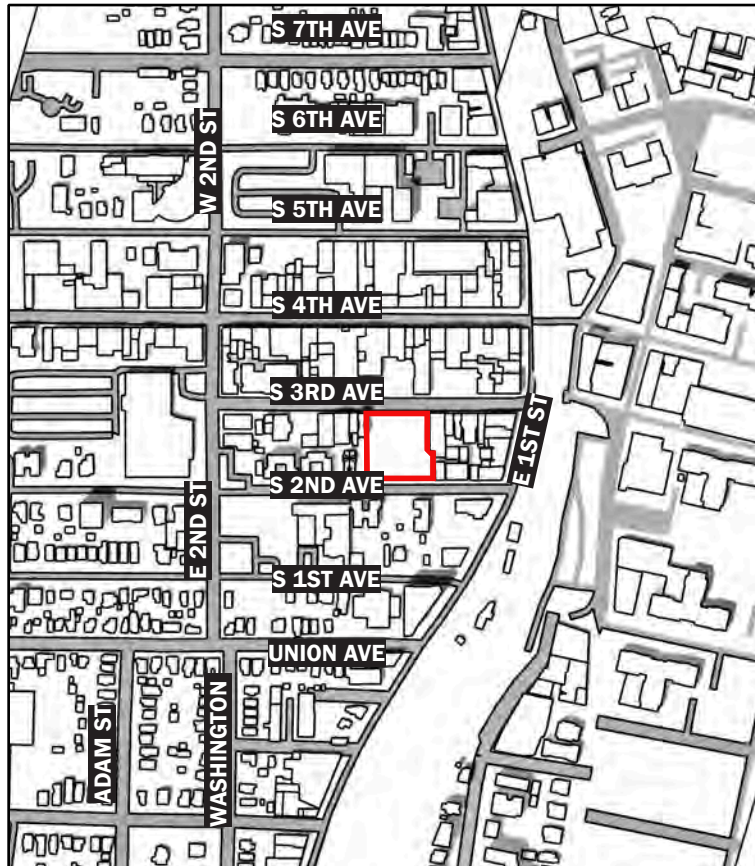 S 7TH AVE
S 6TH AVE
W 2ND ST
S 5TH AVE
S 4TH AVE
S 3RD AVE
E 1ST ST
S 2ND AVE
E 2ND ST
S 1ST AVE
UNION AVE
ADAM ST
WASHINGTON